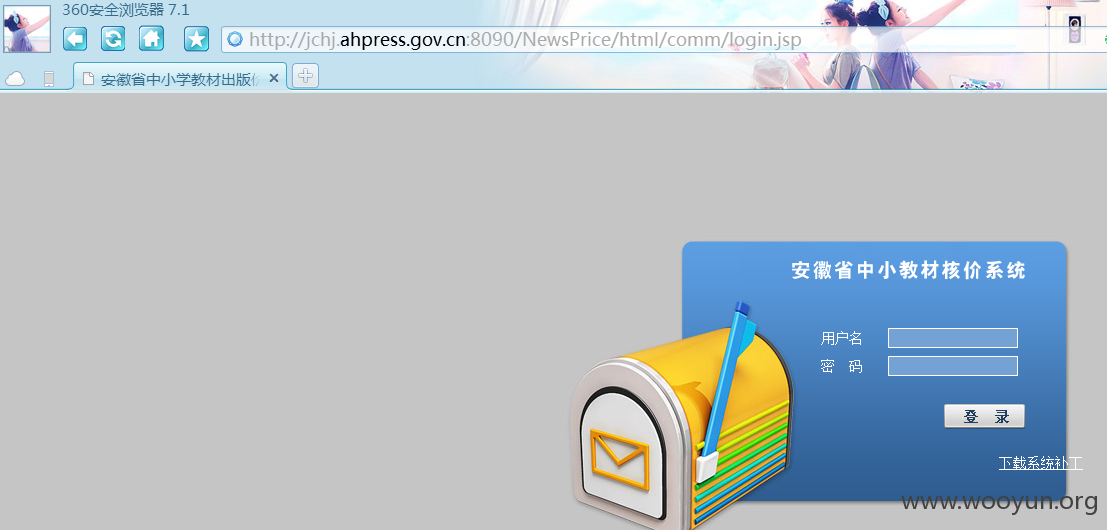 360安全浏览器 7.1
http://jchj.ahpress.gov.cn:8090/NewsPrice/html/comm/login.jsp
安徽省中小学教材出版
安徽省中小教材核价系统
用户名
密 码
登 录
下载系统补丁
www.wooyun.org